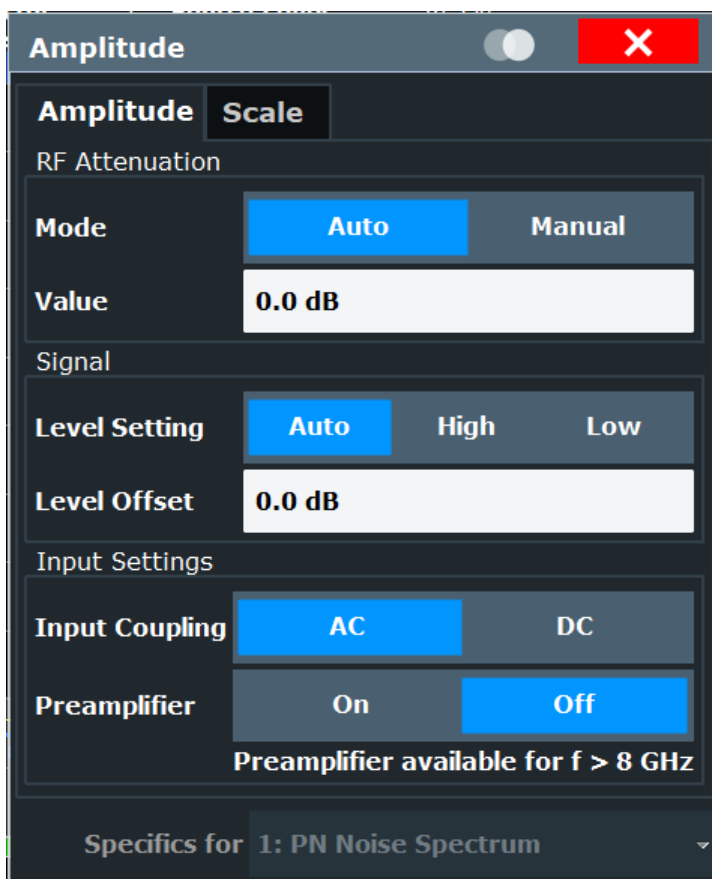 Amplitude
Amplitude Scale
RF Attenuation
Mode Auto Manual
Value 0.0 dB
Signal
Level Setting Auto High Low
Level Offset 0.0 dB
Input Settings
Input Coupling AC DC
Preamplifier On Off
Preamplifier available for f > 8 GHz
Specifics for 1: PN Noise Spectrum